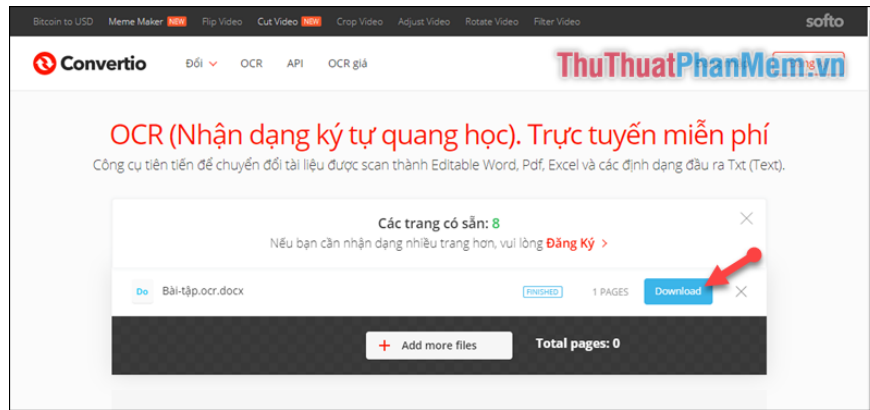 Bitcoin to USD Meme Maker NEW Flip Video Cut Video NEW Crop Video Adjust Video Rotate Video Filter Video softo
Convertio Đổi OCR API OCR giá ThuThuatPhanMem.vn
OCR (Nhận dạng ký tự quang học). Trực tuyến miễn phí
Công cụ tiên tiến để chuyển đổi tài liệu được scan thành Editable Word, Pdf, Excel và các định dạng đầu ra Txt (Text).
Các trang có sẵn: 8
Nếu bạn cần nhận dạng nhiều trang hơn, vui lòng Đăng Ký >
Do Bài-tập.ocr.docx FINISHED 1 PAGES Download
+ Add more files Total pages: 0